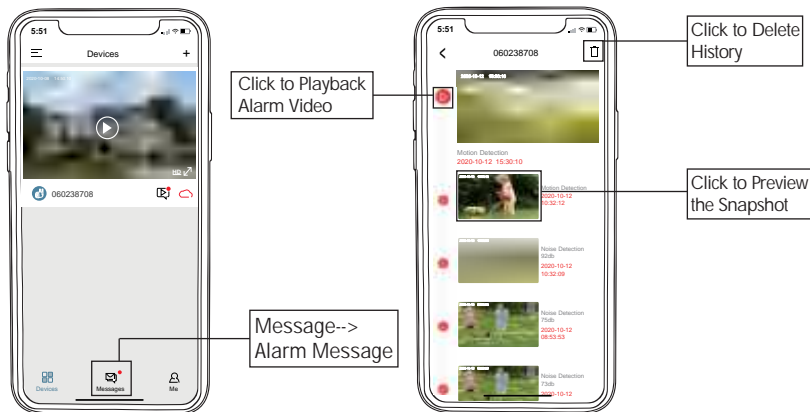 5:51
Devices
+
HD
060238708
Message-->
Alarm Message
Devices
Messages
Me
Click to Playback
Alarm Video
5:51
060238708
Click to Delete
History
Motion Detection
2020-10-12 15:30:10
Motion Detection
2020-10-12
10:32:12
Click to Preview
the Snapshot
Noise Detection
92db
2020-10-12
10:32:09
Noise Detection
75db
2020-10-12
08:53:53
Noise Detection
73db
2020-10-12